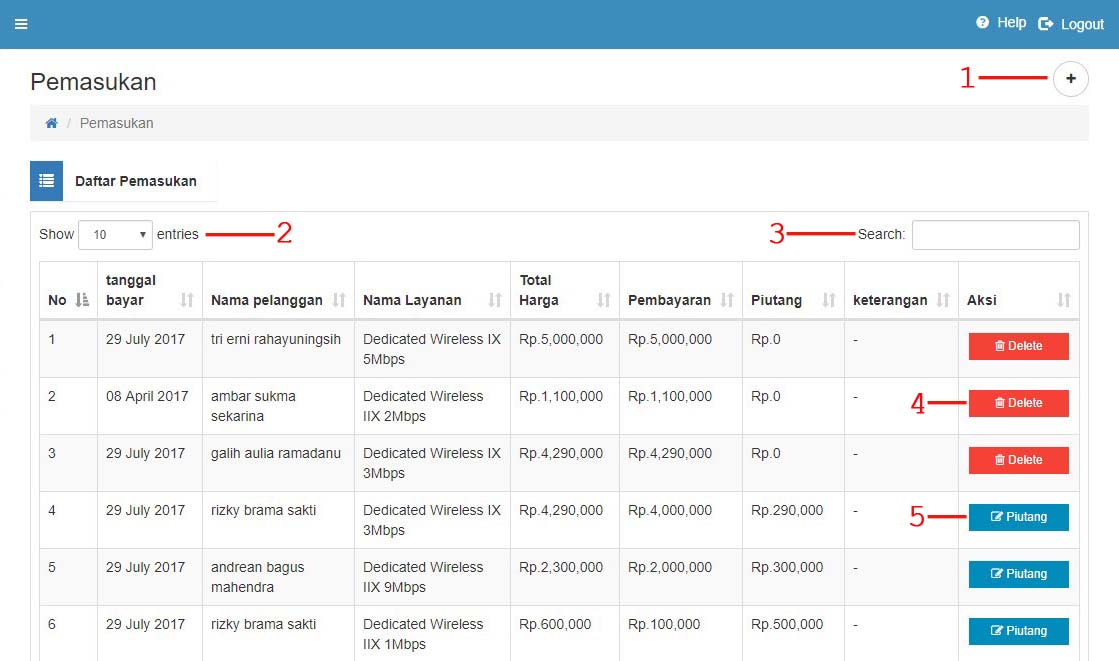 Help Logout
Pemasukan
1
+
/ Pemasukan
Daftar Pemasukan
Show 10 entries
2
3
Search:
No tanggal bayar Nama pelanggan Nama Layanan Total Harga Pembayaran Piutang keterangan Aksi
1 29 July 2017 tri erni rahayuningsih Dedicated Wireless IX 5Mbps Rp.5,000,000 Rp.5,000,000 Rp.0 - Delete
2 08 April 2017 ambar sukma sekarina Dedicated Wireless IIX 2Mbps Rp.1,100,000 Rp.1,100,000 Rp.0 - 4 Delete
3 29 July 2017 galih aulia ramadanu Dedicated Wireless IX 3Mbps Rp.4,290,000 Rp.4,290,000 Rp.0 - Delete
4 29 July 2017 rizky brama sakti Dedicated Wireless IX 3Mbps Rp.4,290,000 Rp.4,000,000 Rp.290,000 - 5 Piutang
5 29 July 2017 andrean bagus mahendra Dedicated Wireless IIX 9Mbps Rp.2,300,000 Rp.2,000,000 Rp.300,000 - Piutang
6 29 July 2017 rizky brama sakti Dedicated Wireless IIX 1Mbps Rp.600,000 Rp.100,000 Rp.500,000 - Piutang